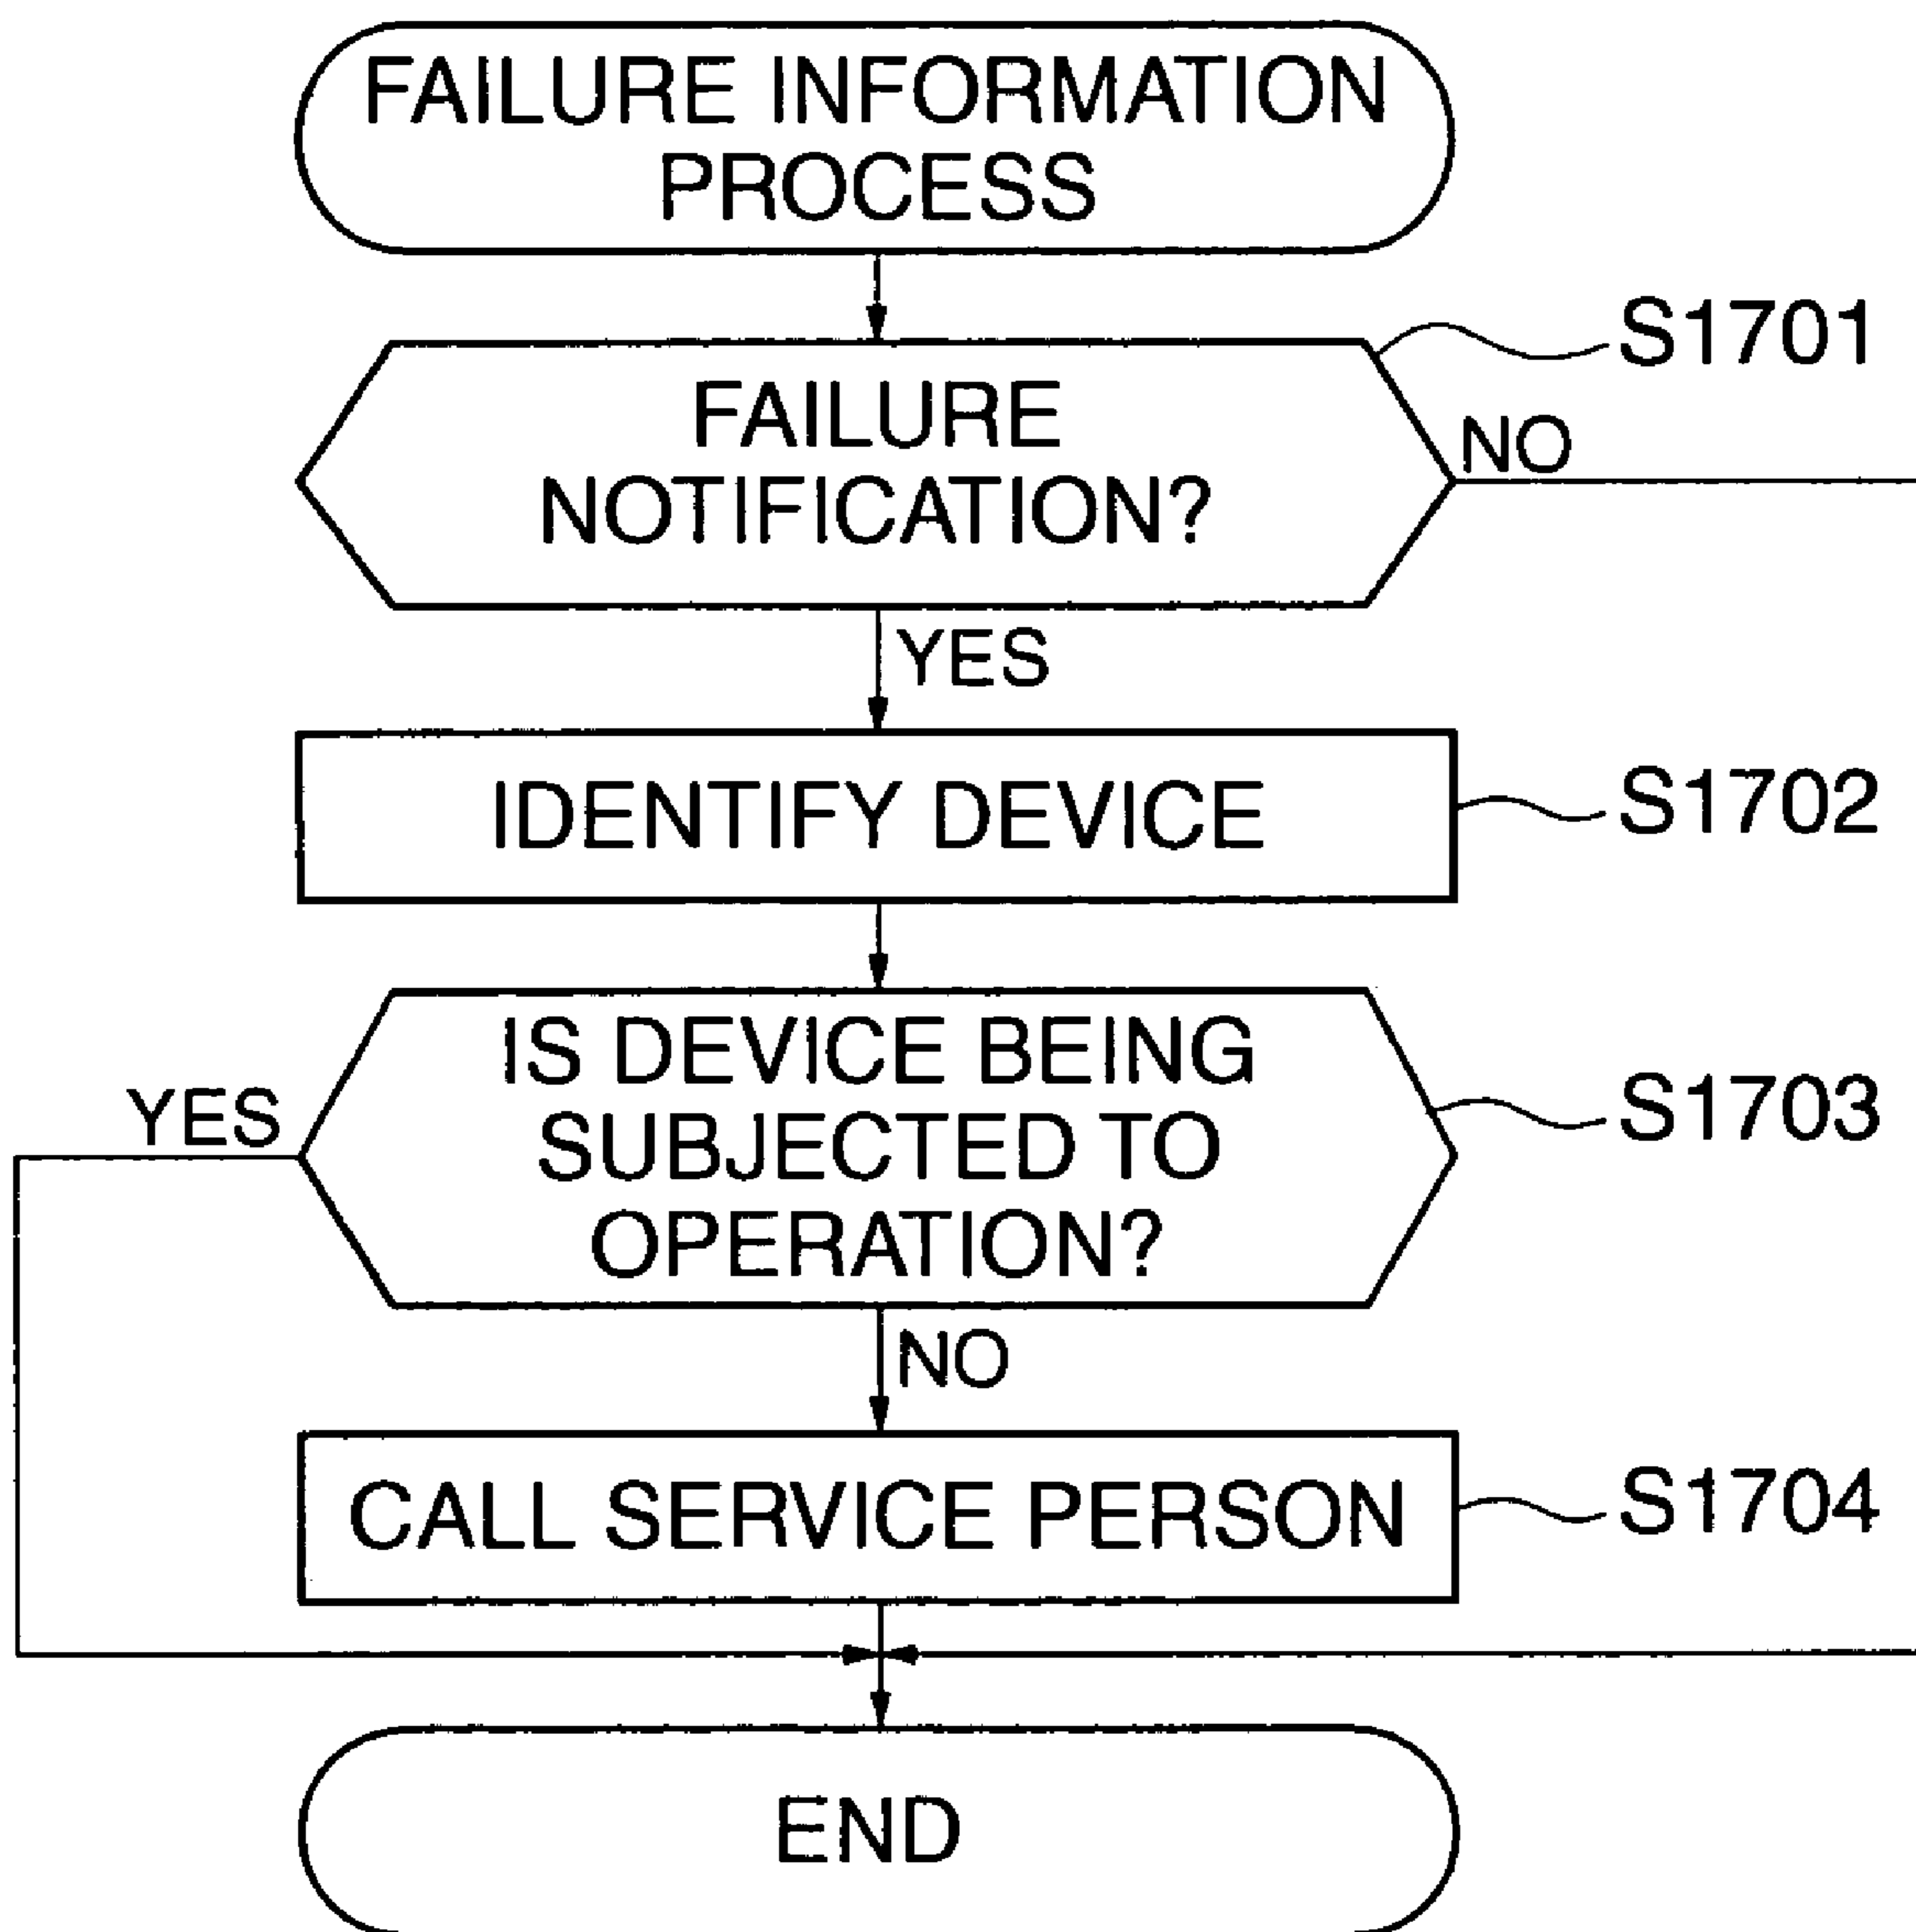 FAILURE INFORMATION
PROCESS
S1701
FAILURE
NOTIFICATION?
NO
YES
IDENTIFY DEVICE
S1702
IS DEVICE BEING
SUBJECTED TO
OPERATION?
S1703
YES
NO
CALL SERVICE PERSON
S1704
END